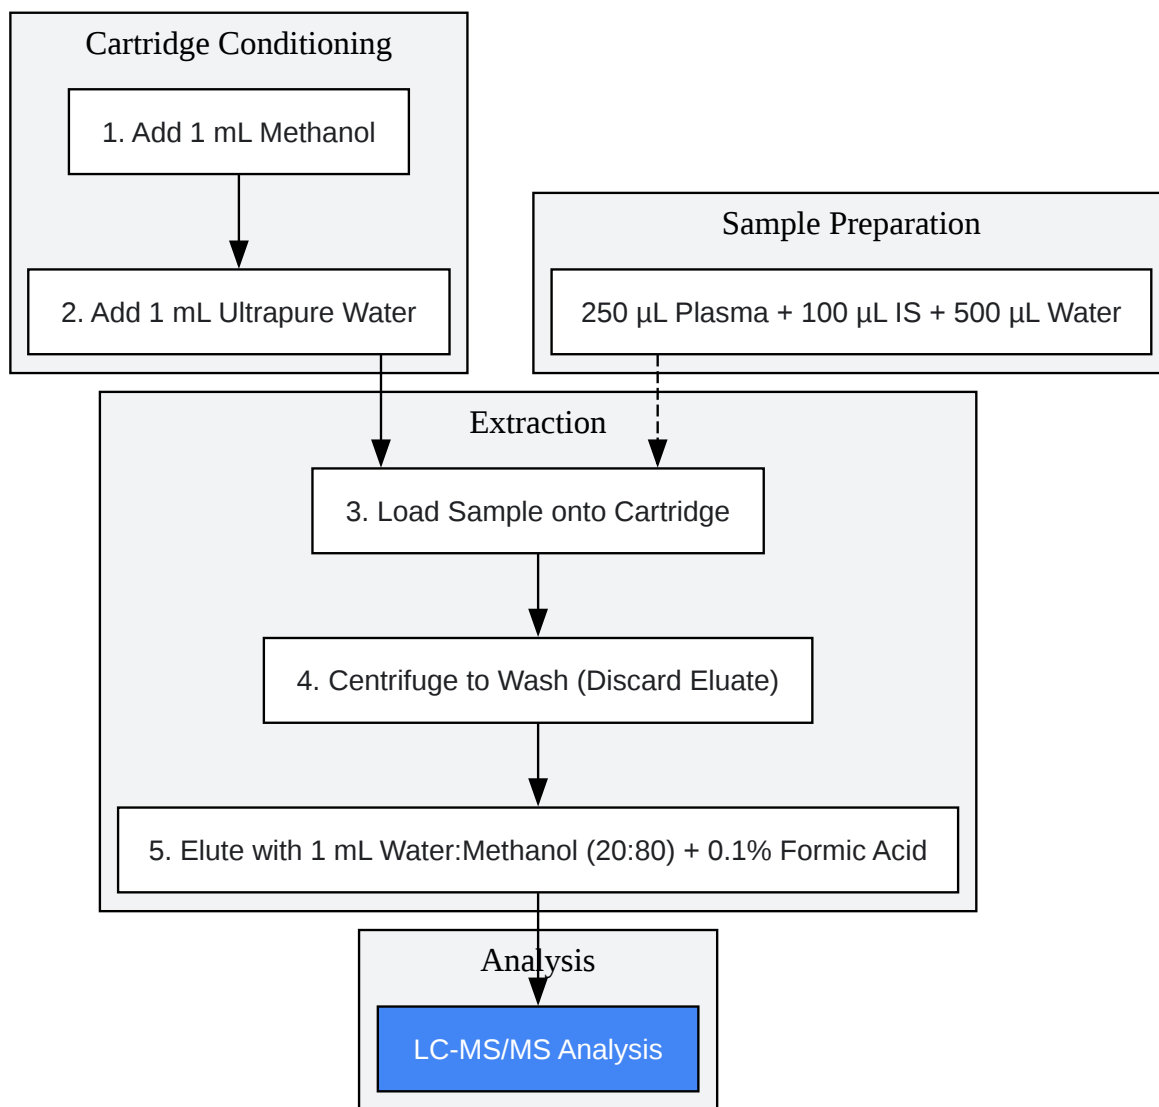 Cartridge Conditioning
1. Add 1 mL Methanol
2. Add 1 mL Ultrapure Water
Sample Preparation
250 µL Plasma + 100 µL IS + 500 µL Water
Extraction
3. Load Sample onto Cartridge
4. Centrifuge to Wash (Discard Eluate)
5. Elute with 1 mL Water:Methanol (20:80) + 0.1% Formic Acid
Analysis
LC-MS/MS Analysis